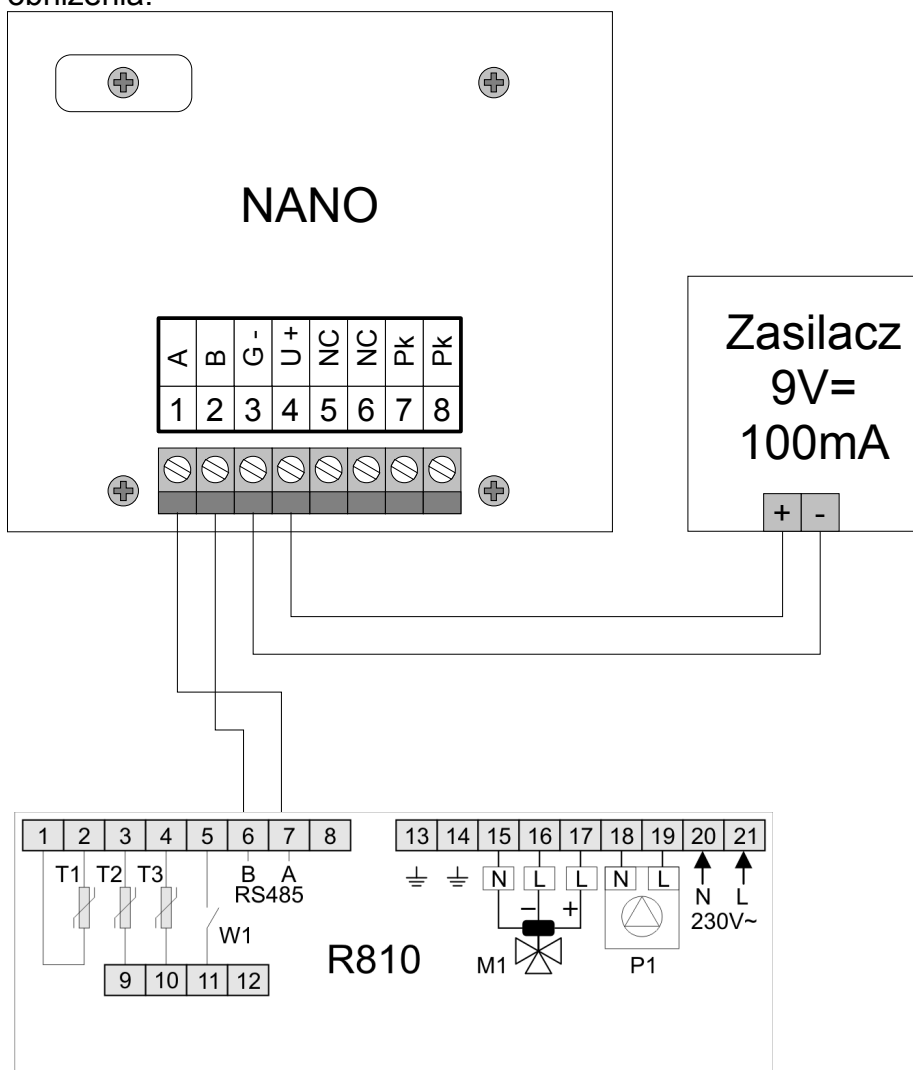 NANO
A B G - U + NC NC Pk Pk
1 2 3 4 5 6 7 8
Zasilacz
9V=
100mA
+ -
1 2 3 4 5 6 7 8
13 14 15 16 17 18 19 20 21
T1 T2 T3 B A
RS485
W1
9 10 11 12
R810
N L L N L N L
- +
230V~
M1 P1